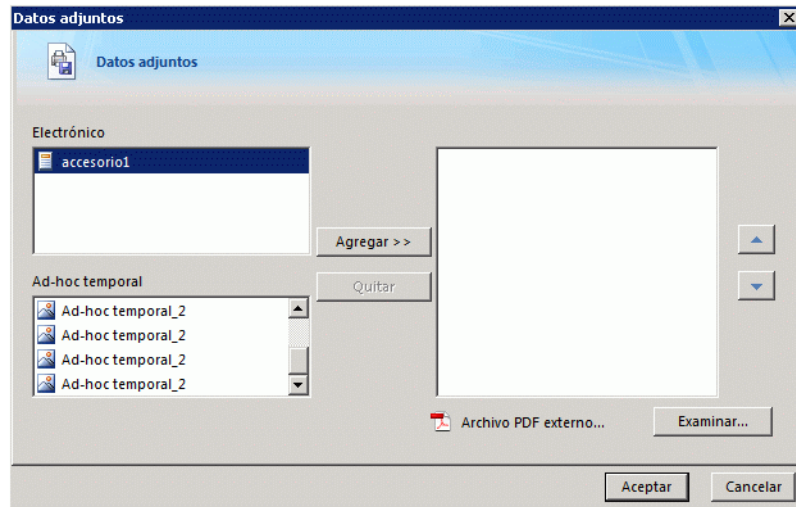 Datos adjuntos
Datos adjuntos
Electrónico
accesorio1
Agregar >>
Ad-hoc temporal
Quitar
Ad-hoc temporal_2
Ad-hoc temporal_2
Ad-hoc temporal_2
Ad-hoc temporal_2
Archivo PDF externo...
Examinar...
Aceptar
Cancelar